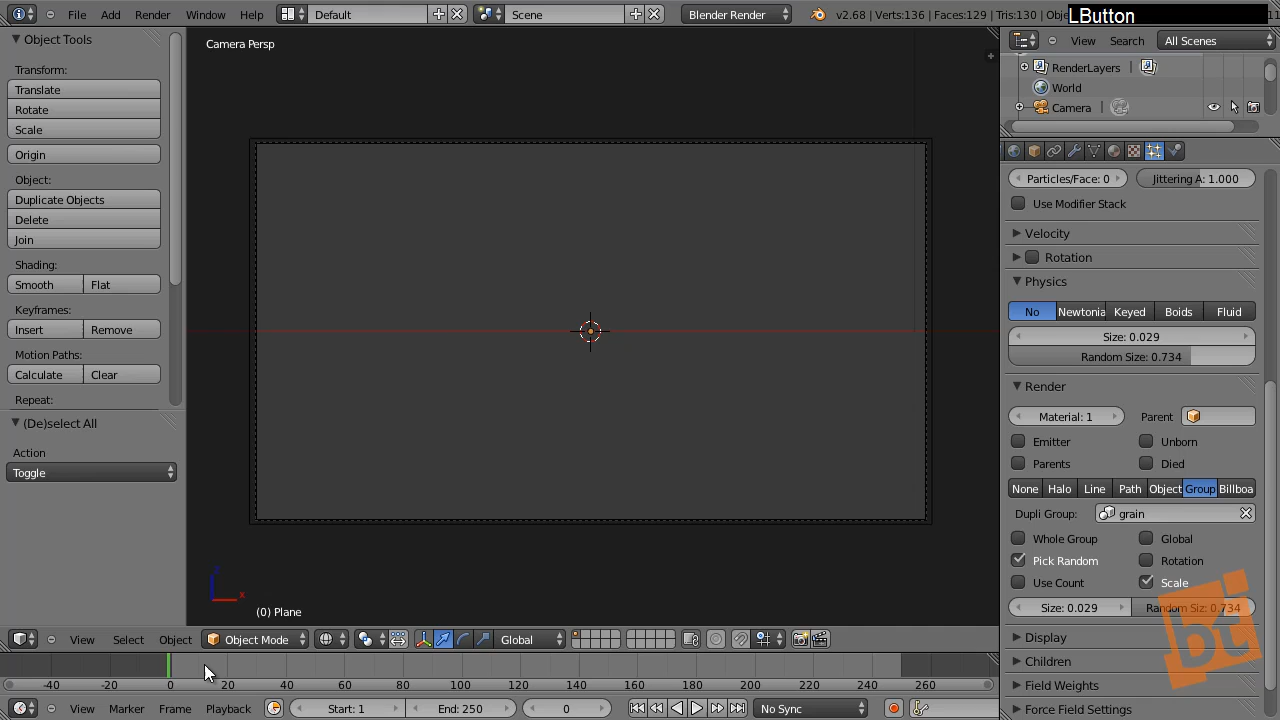 File Add Render Window Help Default Scene Blender Render v2.68 | Verts:136 | Faces:129 | Tris:130 | Obje
LButton
Object Tools
Transform:
Translate
Rotate
Scale
Origin
Object:
Duplicate Objects
Delete
Join
Shading:
Smooth Flat
Keyframes:
Insert Remove
Motion Paths:
Calculate Clear
Repeat:
(De)select All
Action
Toggle
Camera Persp
z
x
(0) Plane
View Search All Scenes
RenderLayers
World
Camera
Particles/Face: 0 Jittering A: 1.000
Use Modifier Stack
Velocity
Rotation
Physics
No Newtonia Keyed Boids Fluid
Size: 0.029
Random Size: 0.734
Render
Material: 1 Parent
Emitter Unborn
Parents Died
None Halo Line Path Object Group Billboa
Dupli Group: grain
Whole Group Global
Pick Random Rotation
Use Count Scale
Size: 0.029 Random Siz: 0.734
Display
Children
Field Weights
Force Field Settings
bt
View Select Object Object Mode Global
-40 -20 0 20 40 60 80 100 120 140 160 180 200 220 240 260
View Marker Frame Playback Start: 1 End: 250 0 No Sync